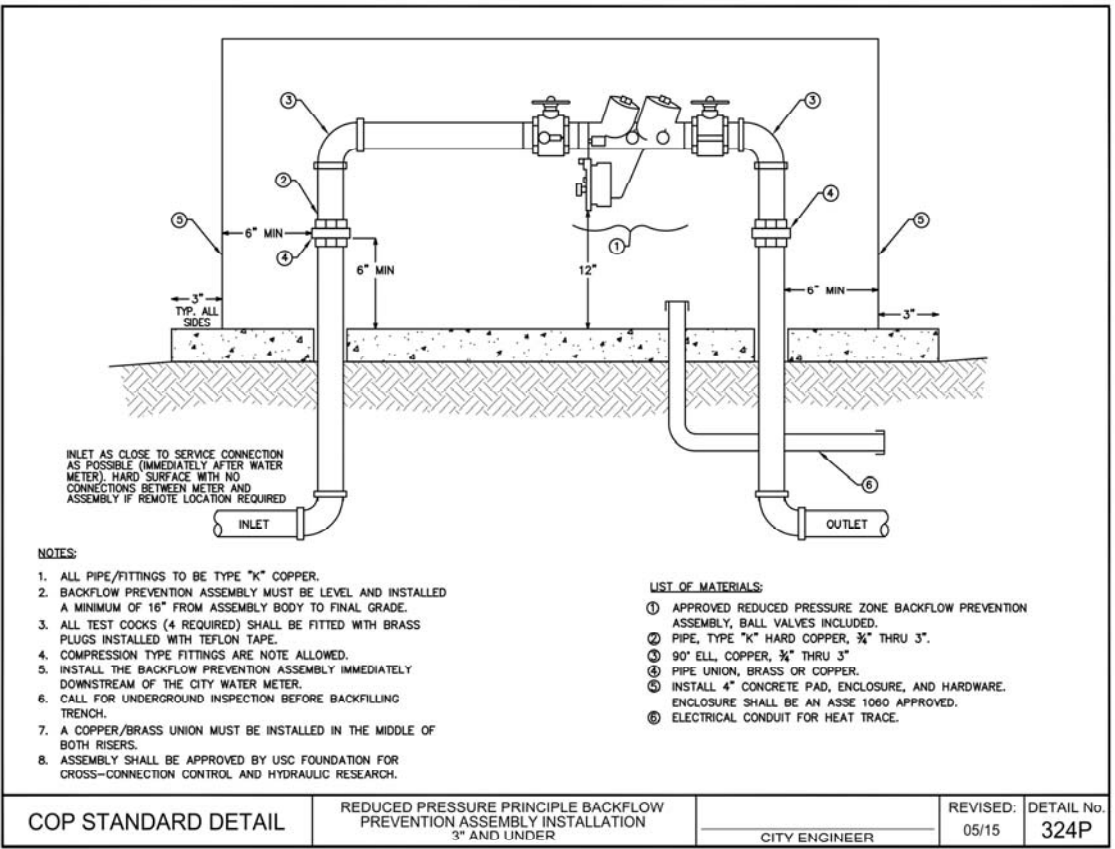 3
3
2
4
5
5
6" MIN
4
6" MIN
1
12"
6" MIN
3"
TYP. ALL
SIDES
3"
INLET AS CLOSE TO SERVICE CONNECTION
AS POSSIBLE (IMMEDIATELY AFTER WATER
METER). HARD SURFACE WITH NO
CONNECTIONS BETWEEN METER AND
ASSEMBLY IF REMOTE LOCATION REQUIRED
6
INLET
OUTLET
NOTES:
1. ALL PIPE/FITTINGS TO BE TYPE "K" COPPER.
2. BACKFLOW PREVENTION ASSEMBLY MUST BE LEVEL AND INSTALLED
A MINIMUM OF 16" FROM ASSEMBLY BODY TO FINAL GRADE.
3. ALL TEST COCKS (4 REQUIRED) SHALL BE FITTED WITH BRASS
PLUGS INSTALLED WITH TEFLON TAPE.
4. COMPRESSION TYPE FITTINGS ARE NOTE ALLOWED.
5. INSTALL THE BACKFLOW PREVENTION ASSEMBLY IMMEDIATELY
DOWNSTREAM OF THE CITY WATER METER.
6. CALL FOR UNDERGROUND INSPECTION BEFORE BACKFILLING
TRENCH.
7. A COPPER/BRASS UNION MUST BE INSTALLED IN THE MIDDLE OF
BOTH RISERS.
8. ASSEMBLY SHALL BE APPROVED BY USC FOUNDATION FOR
CROSS-CONNECTION CONTROL AND HYDRAULIC RESEARCH.
LIST OF MATERIALS:
1 APPROVED REDUCED PRESSURE ZONE BACKFLOW PREVENTION
ASSEMBLY, BALL VALVES INCLUDED.
2 PIPE, TYPE "K" HARD COPPER, ¾" THRU 3".
3 90° ELL, COPPER, ¾" THRU 3"
4 PIPE UNION, BRASS OR COPPER.
5 INSTALL 4" CONCRETE PAD, ENCLOSURE, AND HARDWARE.
ENCLOSURE SHALL BE AN ASSE 1060 APPROVED.
6 ELECTRICAL CONDUIT FOR HEAT TRACE.
COP STANDARD DETAIL
REDUCED PRESSURE PRINCIPLE BACKFLOW
PREVENTION ASSEMBLY INSTALLATION
3" AND UNDER
CITY ENGINEER
REVISED:
05/15
DETAIL No.
324P